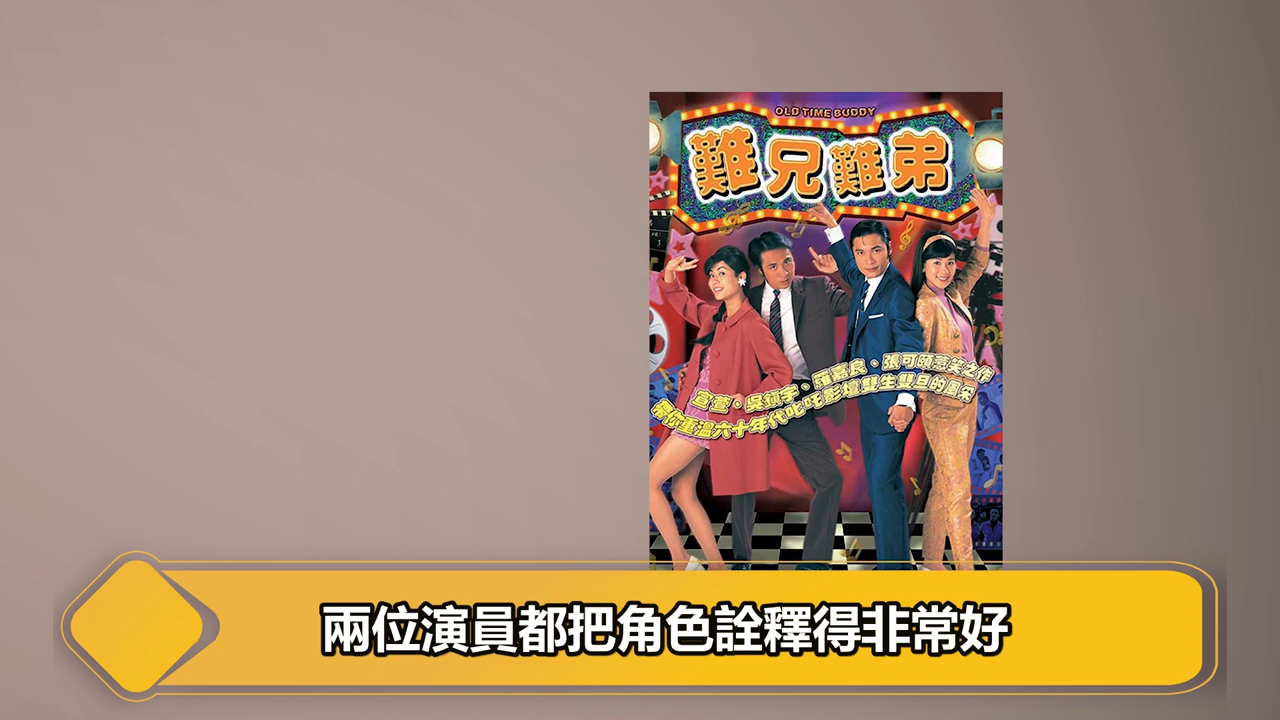 OLD TIME BUDDY
難兄難弟
宣萱、吳鎮宇、羅嘉良、張可頤惹笑之作
帶你重溫六十年代叱吒影壇雙生雙旦的風采
兩位演員都把角色詮釋得非常好